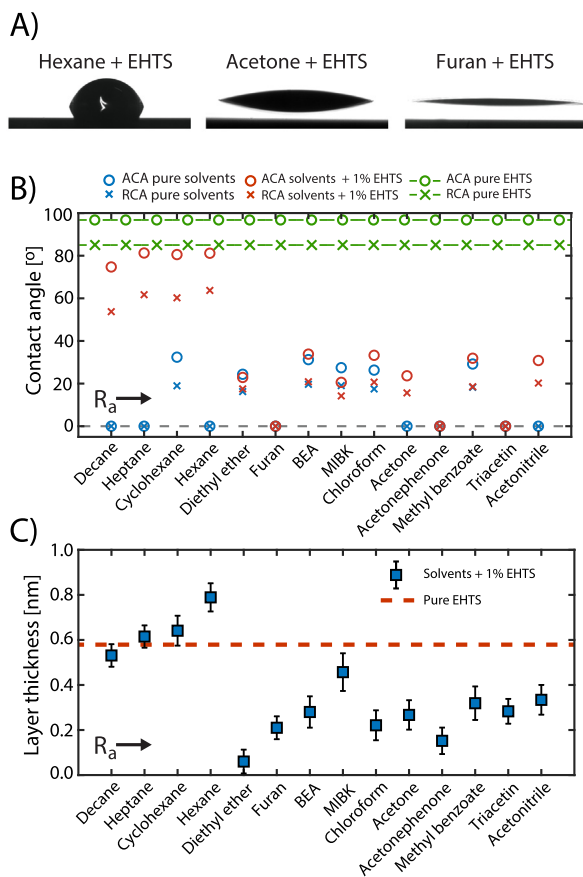 A)
Hexane + EHTS
Acetone + EHTS
Furan + EHTS
B)
ACA pure solvents
ACA solvents + 1% EHTS
ACA pure EHTS
RCA pure solvents
RCA solvents + 1% EHTS
RCA pure EHTS
100
80
60
40
20
0
Contact angle [º]
Ra
Decane
Heptane
Cyclohexane
Hexane
Diethyl ether
Furan
BEA
MIBK
Chloroform
Acetone
Acetonephenone
Methyl benzoate
Triacetin
Acetonitrile
C)
1.0
0.8
0.6
0.4
0.2
0.0
Layer thickness [nm]
Solvents + 1% EHTS
Pure EHTS
Ra
Decane
Heptane
Cyclohexane
Hexane
Diethyl ether
Furan
BEA
MIBK
Chloroform
Acetone
Acetonephenone
Methyl benzoate
Triacetin
Acetonitrile